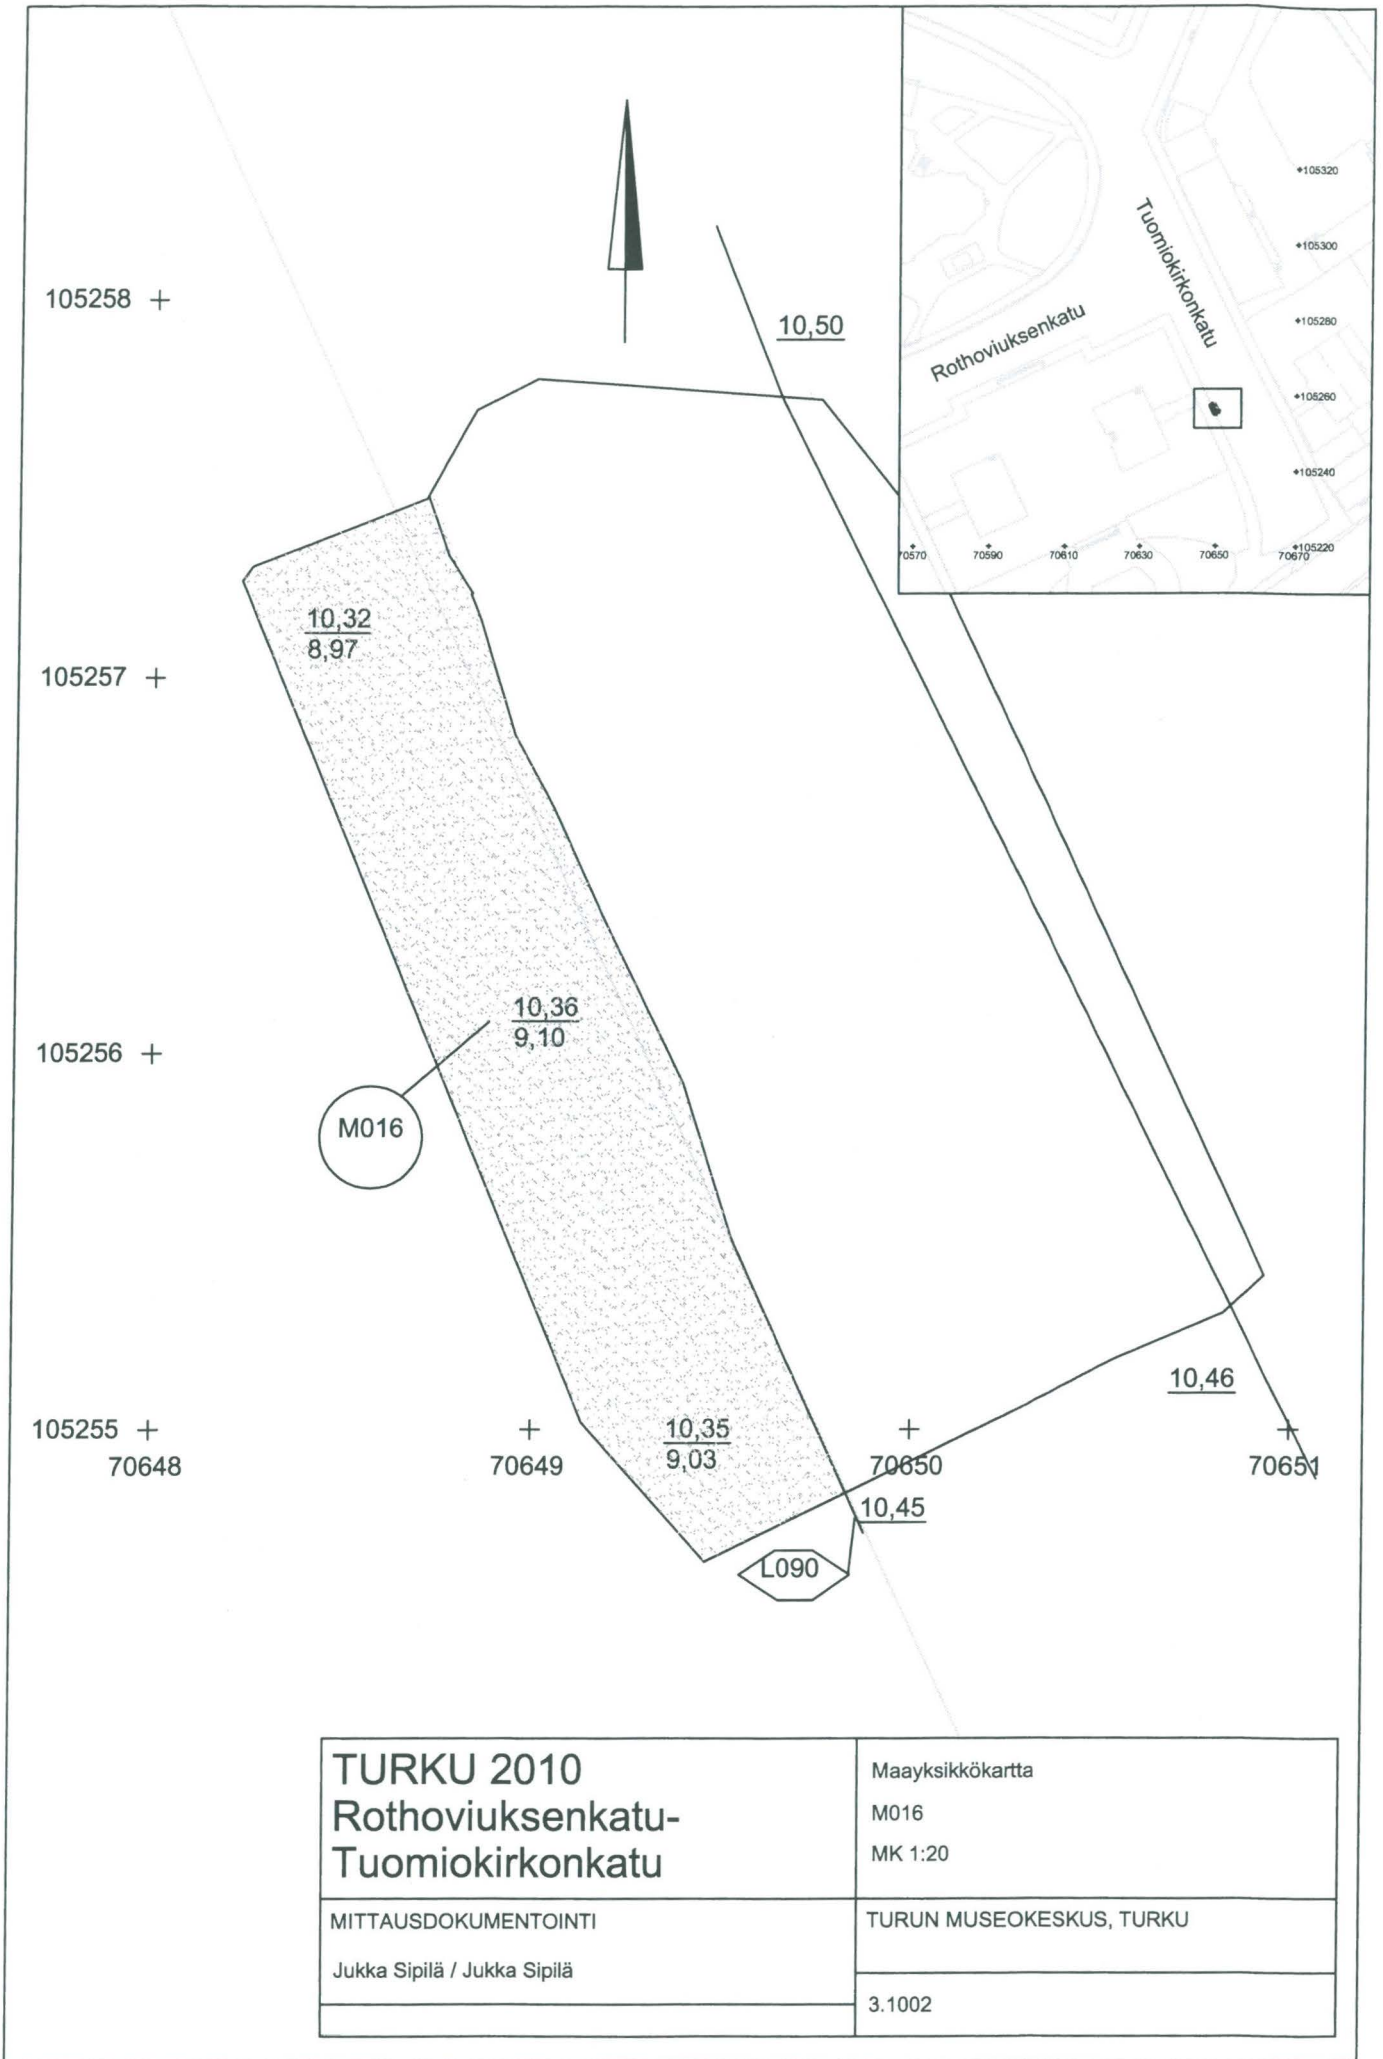 105320
105300
105280
105260
105240
105220
70570
70590
70610
70630
70650
70670
Tuomiokirkonkatu
Rothoviuksenkatu
105258
10,50
10,32
8,97
105257
10,36
9,10
105256
M016
10,46
105255
10,35
9,03
70648
70649
70650
70651
10,45
L090
TURKU 2010
Rothoviuksenkatu-
Tuomiokirkonkatu
Maayksikkökartta
M016
MK 1:20
MITTAUSDOKUMENTOINTI
Jukka Sipilä / Jukka Sipilä
TURUN MUSEOKESKUS, TURKU
3.1002